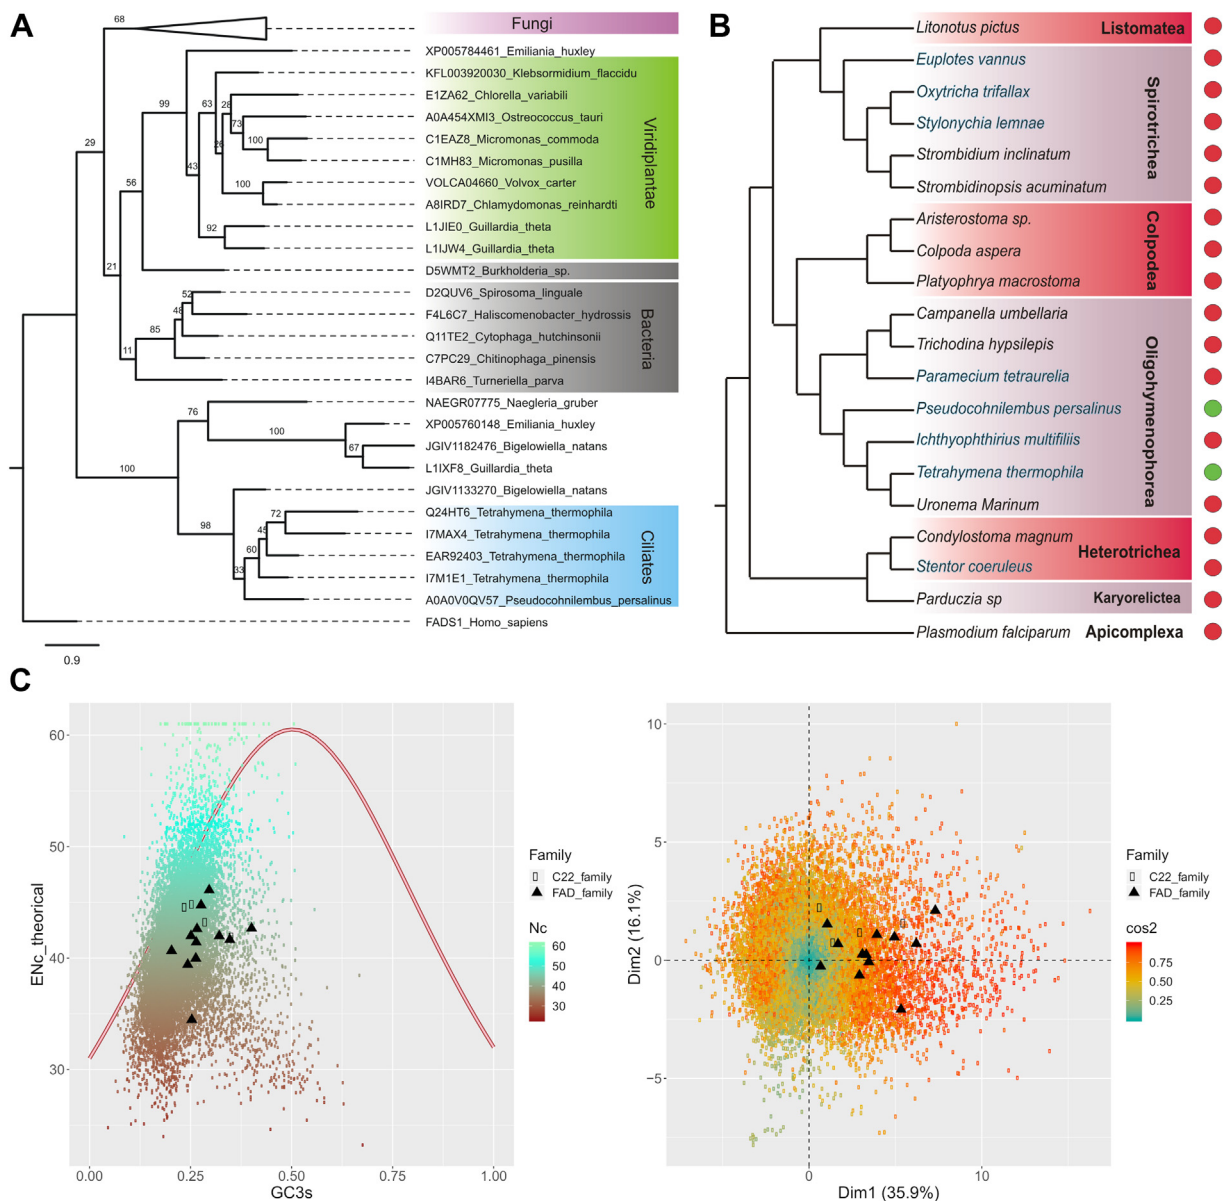 A
68
Fungi
XP005784461_Emiliania_huxley
KFL003920030_Klebsormidium_flaccidu
E1ZA62_Chlorella_variabili
A0A454XMI3_Ostreococcus_tauri
C1EAZ8_Micromonas_commoda
C1MH83_Micromonas_pusilla
VOLCA04660_Volvox_carter
A8IRD7_Chlamydomonas_reinhardti
L1JIE0_Guillardia_theta
L1IJW4_Guillardia_theta
Viridiplantae
D5WMT2_Burkholderia_sp.
D2QUV6_Spirosoma_linguale
F4L6C7_Haliscomenobacter_hydrossis
Q11TE2_Cytophaga_hutchinsonii
C7PC29_Chitinophaga_pinensis
I4BAR6_Turneriella_parva
Bacteria
NAEGR07775_Naegleria_gruber
XP005760148_Emiliania_huxley
JGIV1182476_Bigelowiella_natans
L1IXF8_Guillardia_theta
JGIV1133270_Bigelowiella_natans
Q24HT6_Tetrahymena_thermophila
I7MAX4_Tetrahymena_thermophila
EAR92403_Tetrahymena_thermophila
I7M1E1_Tetrahymena_thermophila
A0A0V0QV57_Pseudocohnilembus_persalinus
Ciliates
FADS1_Homo_sapiens
29
99
63
28
73
100
26
100
43
92
56
21
52
48
85
11
76
100
67
100
98
72
45
60
33
0.9
B
Litonotus pictus
Listomatea
Euplotes vannus
Oxytricha trifallax
Stylonychia lemnae
Strombidium inclinatum
Strombidinopsis acuminatum
Spirotrichea
Aristerostoma sp.
Colpoda aspera
Platyophrya macrostoma
Colpodea
Campanella umbellaria
Trichodina hypsilepis
Paramecium tetraurelia
Pseudocohnilembus persalinus
Ichthyophthirius multifiliis
Tetrahymena thermophila
Uronema Marinum
Oligohymenophorea
Condylostoma magnum
Heterotrichea
Stentor coeruleus
Parduczia sp
Karyorelictea
Plasmodium falciparum
Apicomplexa
C
60
50
40
30
ENc_theorical
0.00
0.25
0.50
0.75
1.00
GC3s
Family
C22_family
FAD_family
Nc
60
50
40
30
10
5
0
−5
Dim2 (16.1%)
0
10
Dim1 (35.9%)
Family
C22_family
FAD_family
cos2
0.75
0.50
0.25